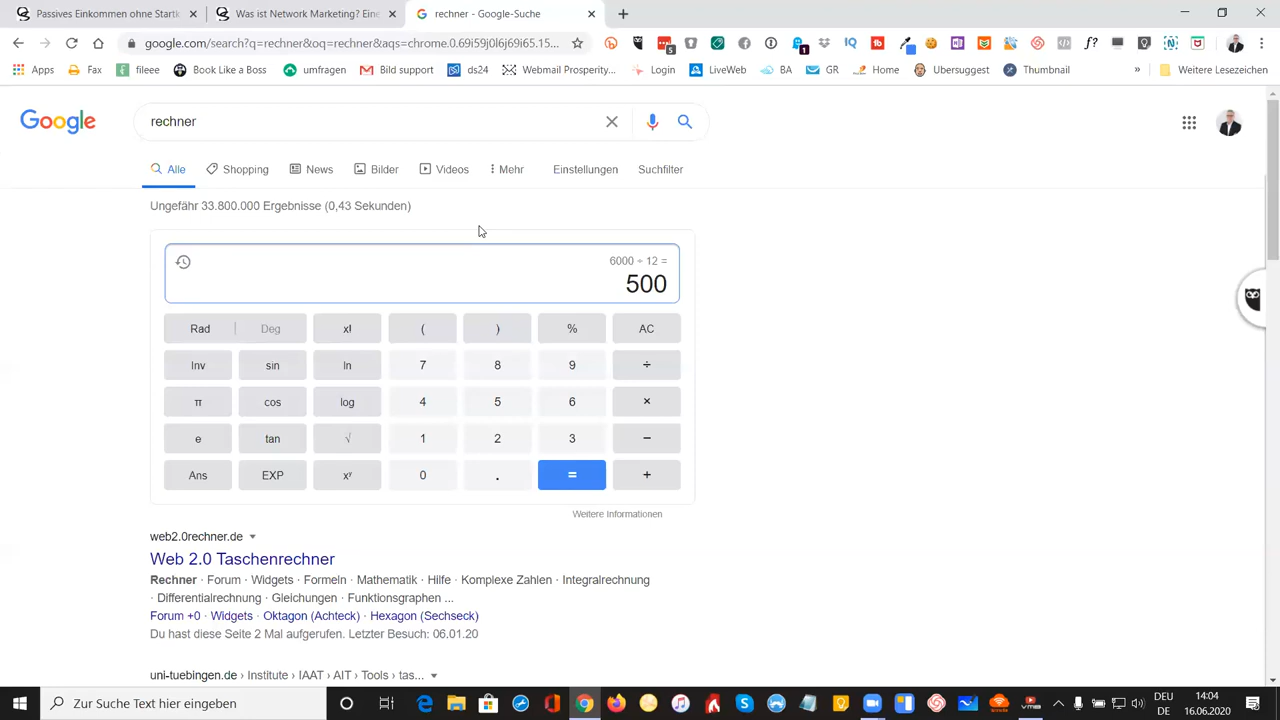 Passives Einkommen ohne Startk
Was ist Network Marketing? Eine
rechner - Google-Suche
google.com/search?q=rechner&oq=rechner&aqs=chrome.0.69i59j0l6j69i65.15...
Apps
Fax
fileee
Book Like a Boss
umfragen
Bild support
ds24
Webmail Prosperity...
Login
LiveWeb
BA
GR
Home
Ubersuggest
Thumbnail
»
Weitere Lesezeichen
Google
rechner
Alle
Shopping
News
Bilder
Videos
Mehr
Einstellungen
Suchfilter
Ungefähr 33.800.000 Ergebnisse (0,43 Sekunden)
6000 ÷ 12 =
500
Rad Deg x! ( ) % AC
Inv sin ln 7 8 9 ÷
π cos log 4 5 6 ×
e tan √ 1 2 3 −
Ans EXP xʸ 0 . = +
Weitere Informationen
web2.0rechner.de
Web 2.0 Taschenrechner
Rechner · Forum · Widgets · Formeln · Mathematik · Hilfe · Komplexe Zahlen · Integralrechnung
· Differentialrechnung · Gleichungen · Funktionsgraphen ...
Forum +0 · Widgets · Oktagon (Achteck) · Hexagon (Sechseck)
Du hast diese Seite 2 Mal aufgerufen. Letzter Besuch: 06.01.20
uni-tuebingen.de › Institute › IAAT › AIT › Tools › tas...
Zur Suche Text hier eingeben
DEU
DE
14:04
16.06.2020